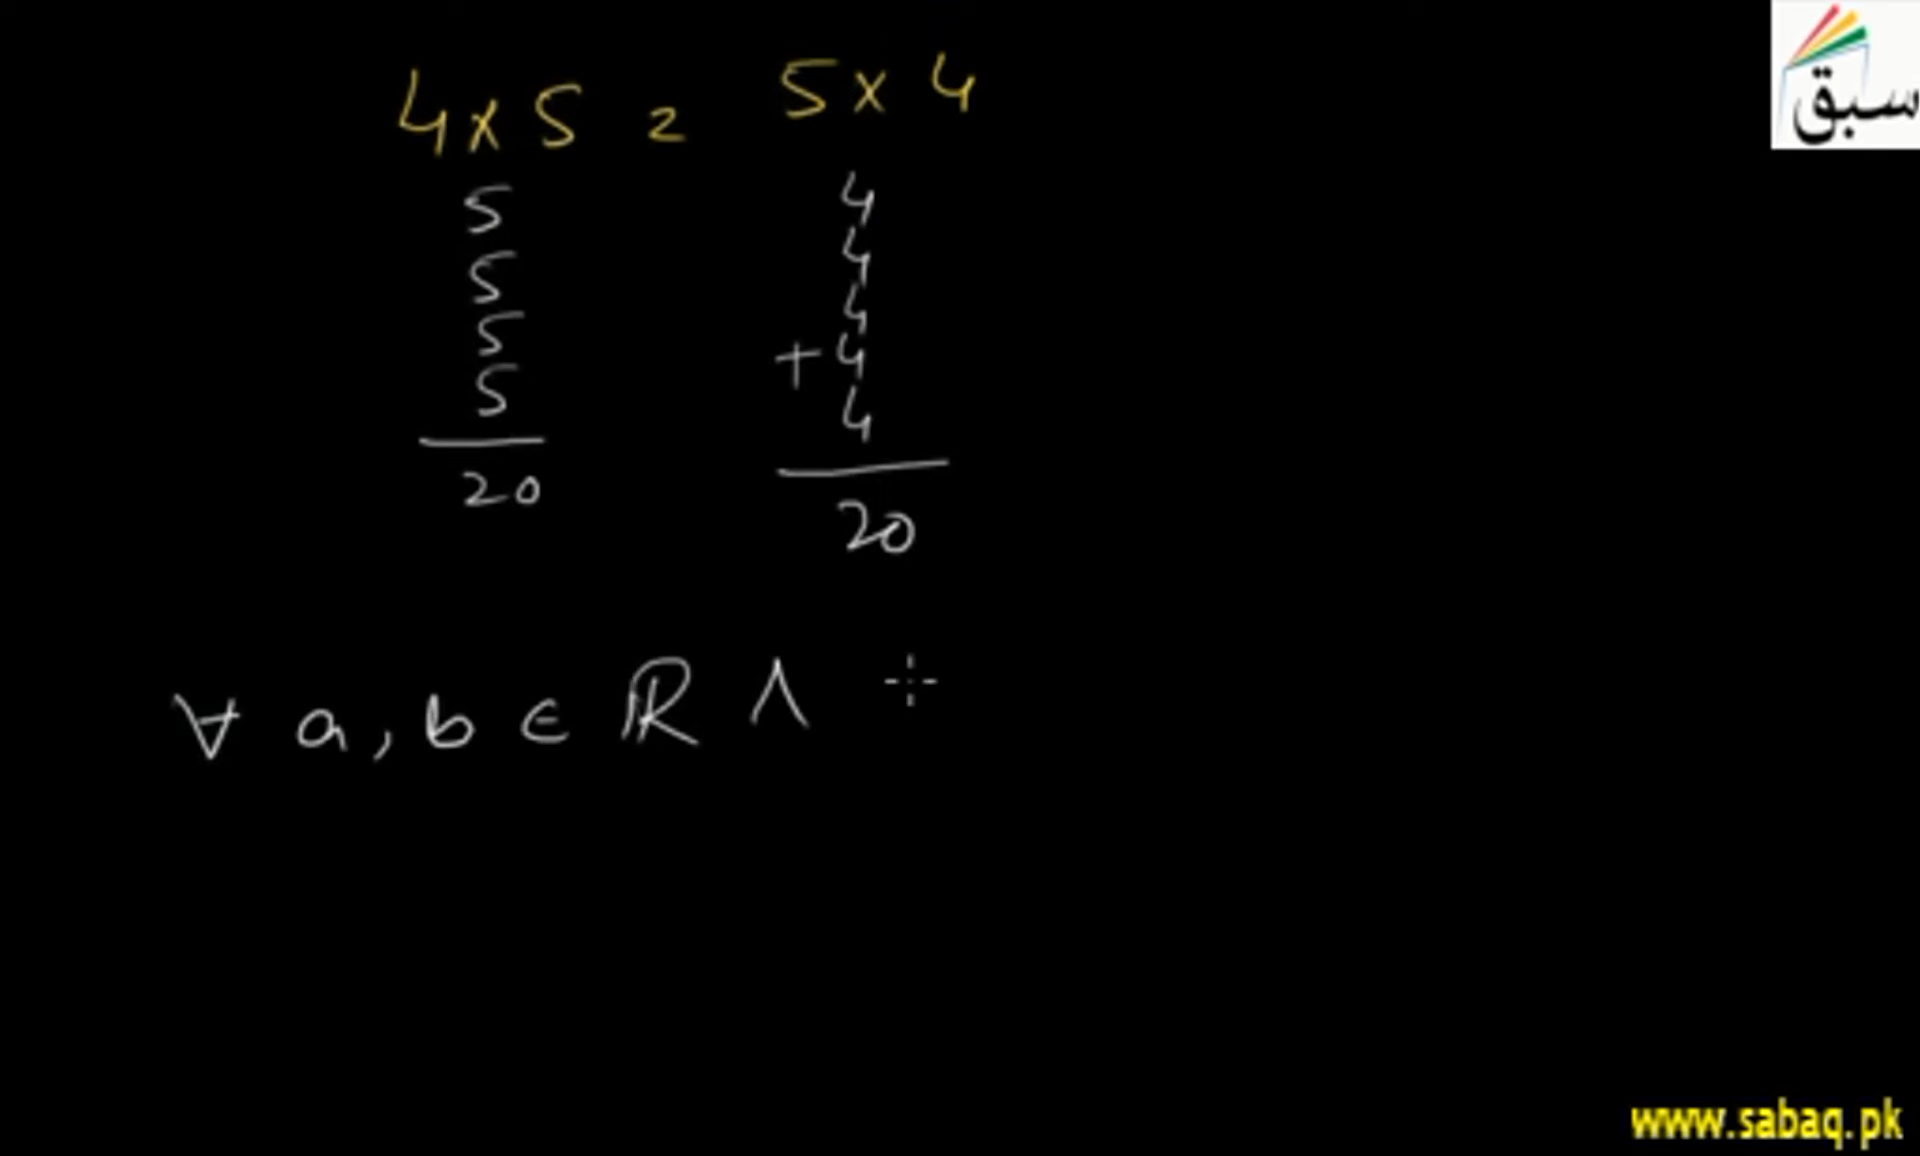 سبق
4 x 5 = 5 x 4
5 4
5 4
5 4
5 + 4
4
20 20
∀ a, b ∈ ℝ ∧
www.sabaq.pk